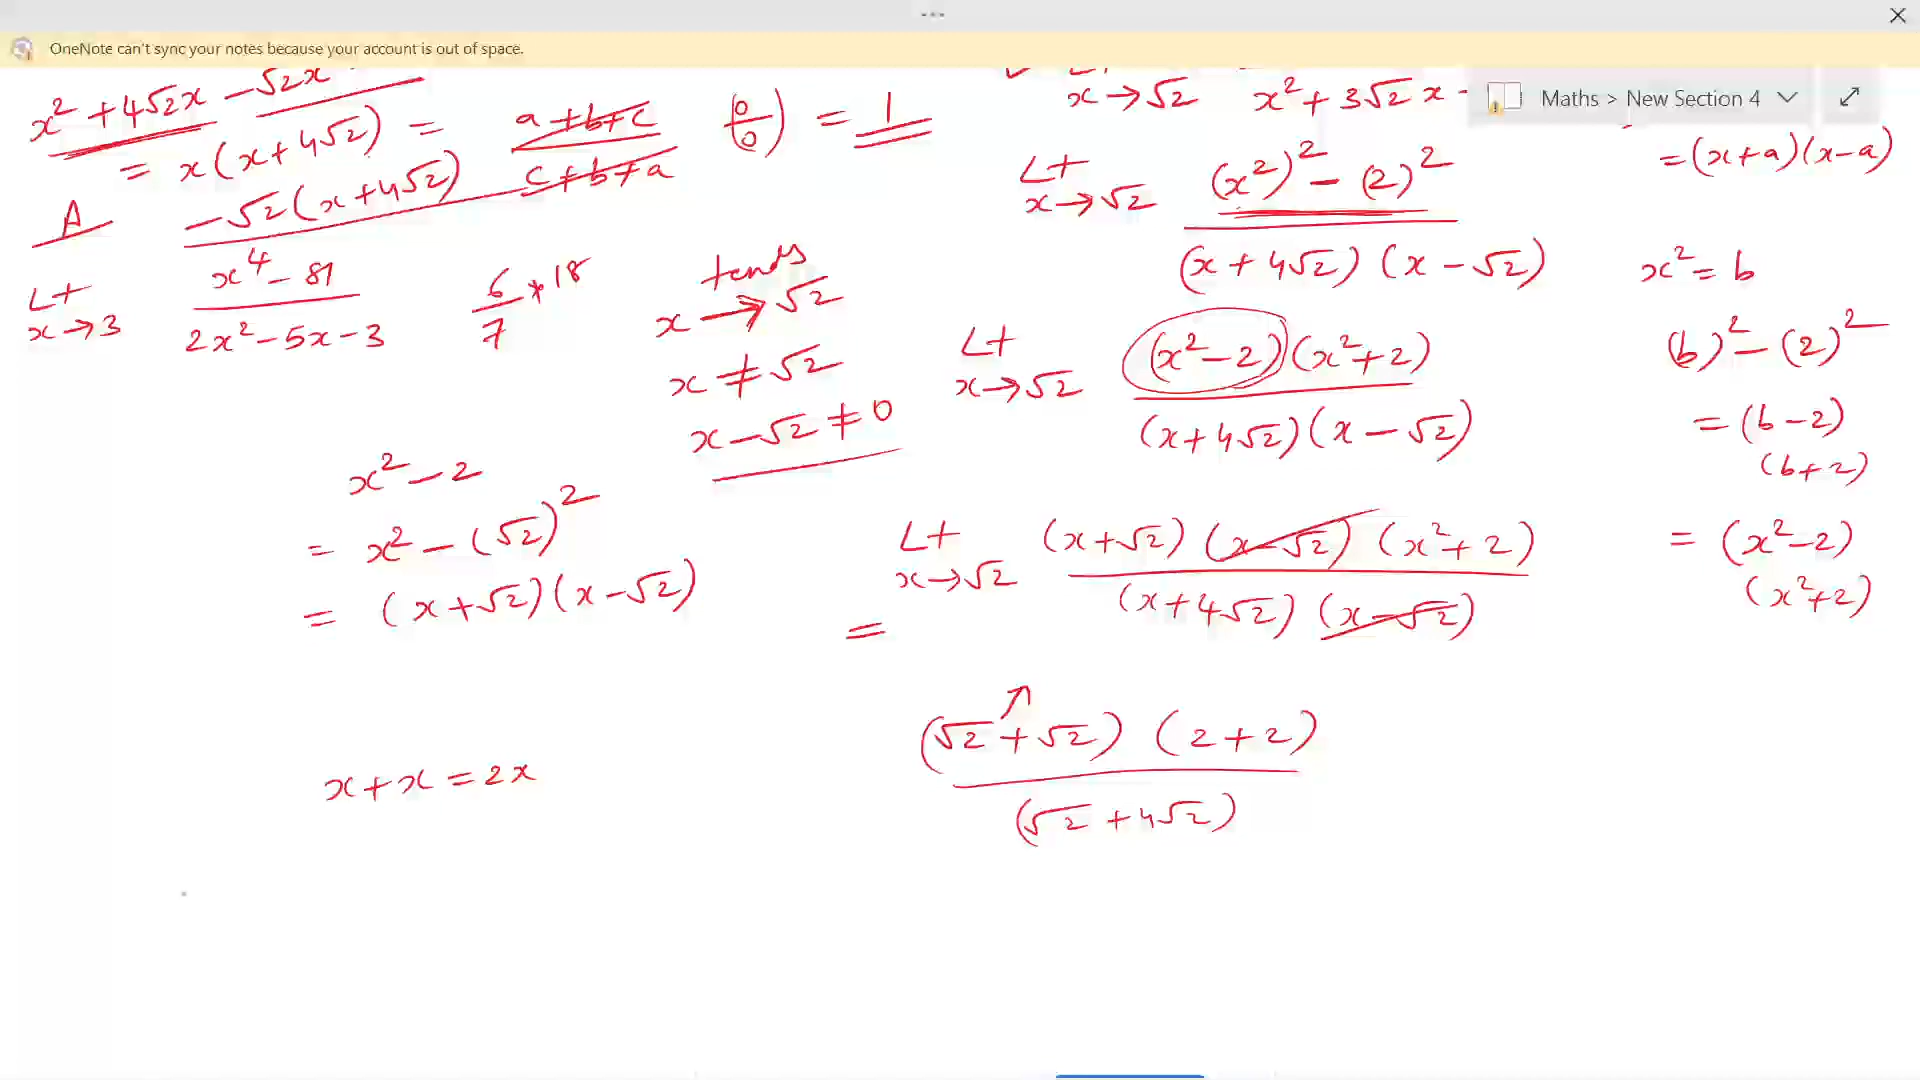 OneNote can't sync your notes because your account is out of space.
Maths > New Section 4
x² + 4√2x - √2x
= x(x+4√2) =
-√2(x+4√2)
a+b+c
c+b+a
(0/0) = 1
A
Lt x→3
x⁴ - 81
2x² - 5x - 3
6/7 * 18
tends
x → √2
x ≠ √2
x - √2 ≠ 0
x² - 2
= x² - (√2)²
= (x+√2)(x-√2)
x + x = 2x
x→√2 x² + 3√2 x -
Lt x→√2
(x²)² - (2)²
(x + 4√2) (x - √2)
Lt x→√2
(x² - 2)(x² + 2)
(x + 4√2)(x - √2)
Lt x→√2
(x+√2) (x-√2) (x² + 2)
(x + 4√2) (x - √2)
=
(√2 + √2) (2 + 2)
(√2 + 4√2)
= (x+a)(x-a)
x² = b
(b)² - (2)²
= (b - 2)
(b + 2)
= (x² - 2)
(x² + 2)